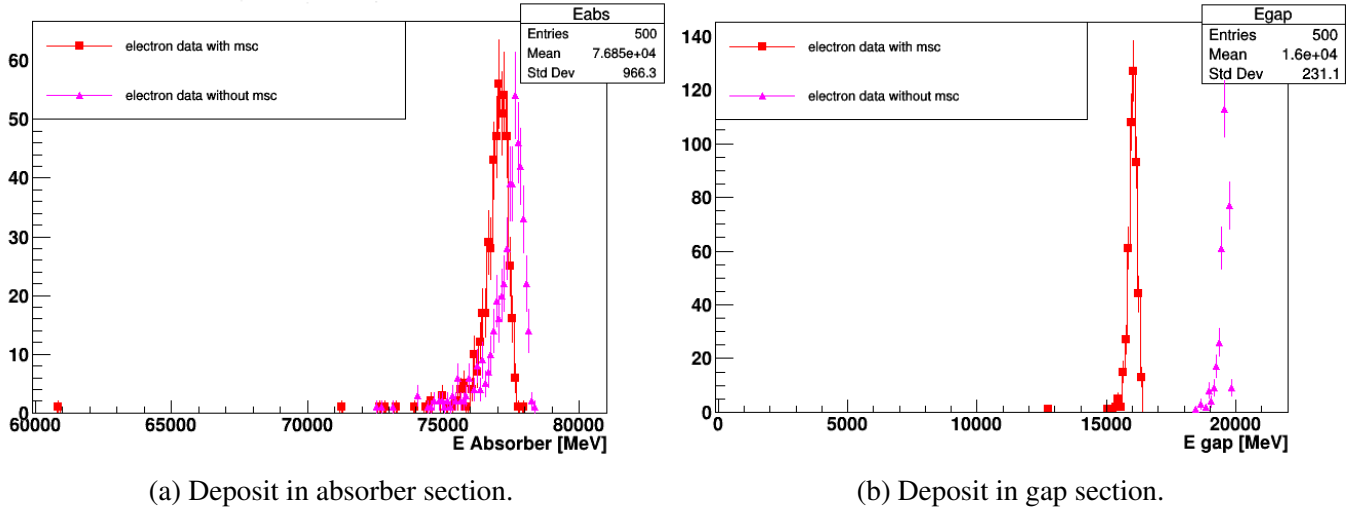 Eabs
Entries 500
Mean 7.685e+04
Std Dev 966.3
electron data with msc
electron data without msc
60
50
40
30
20
10
0
60000 65000 70000 75000 80000
E Absorber [MeV]
(a) Deposit in absorber section.
Egap
Entries 500
Mean 1.6e+04
Std Dev 231.1
electron data with msc
electron data without msc
140
120
100
80
60
40
20
0
0 5000 10000 15000 20000
E gap [MeV]
(b) Deposit in gap section.